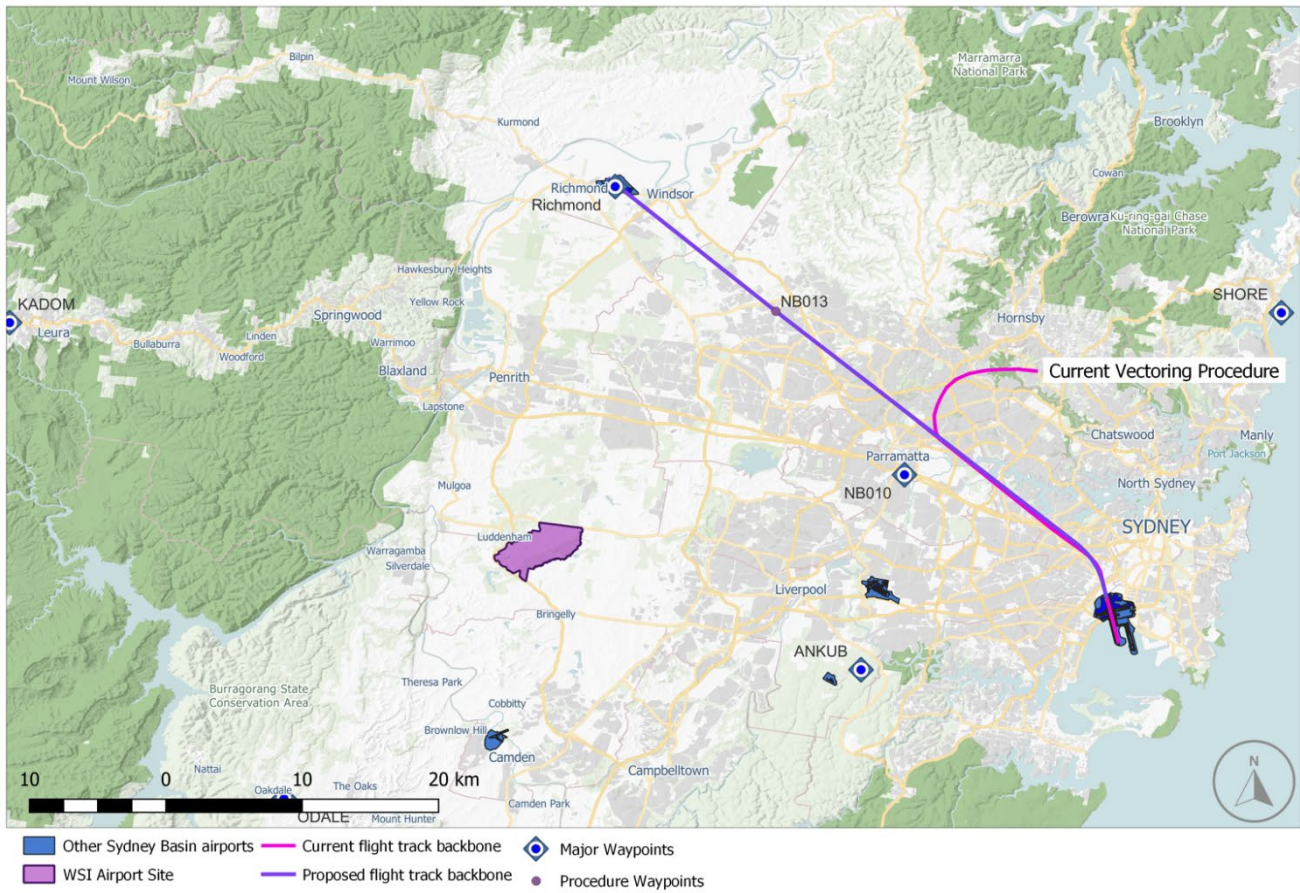 Marramarra
National Park
Bilpin
Mount Wilson
Brooklyn
Kurmond
Cowan
Richmond
Windsor
Richmond
Berowra
Ku-ring-gai Chase
National Park
Hawkesbury Heights
SHORE
Yellow Rock
NB013
KADOM
Springwood
Hornsby
Leura
Linden
Warrimoo
Bullaburra
Woodford
Blaxland
Penrith
Current Vectoring Procedure
Lapstone
Chatswood
Manly
Parramatta
Port Jackson
Mulgoa
NB010
North Sydney
SYDNEY
Luddenham
Warragamba
Silverdale
Liverpool
Bringelly
ANKUB
Theresa Park
Burragorang State
Conservation Area
Cobbitty
Brownlow Hill
Camden
N
Nattai
Campbelltown
10 0 10 20 km
Oakdale
The Oaks
Camden Park
ODALE
Mount Hunter
Other Sydney Basin airports
Current flight track backbone
Major Waypoints
WSI Airport Site
Proposed flight track backbone
Procedure Waypoints